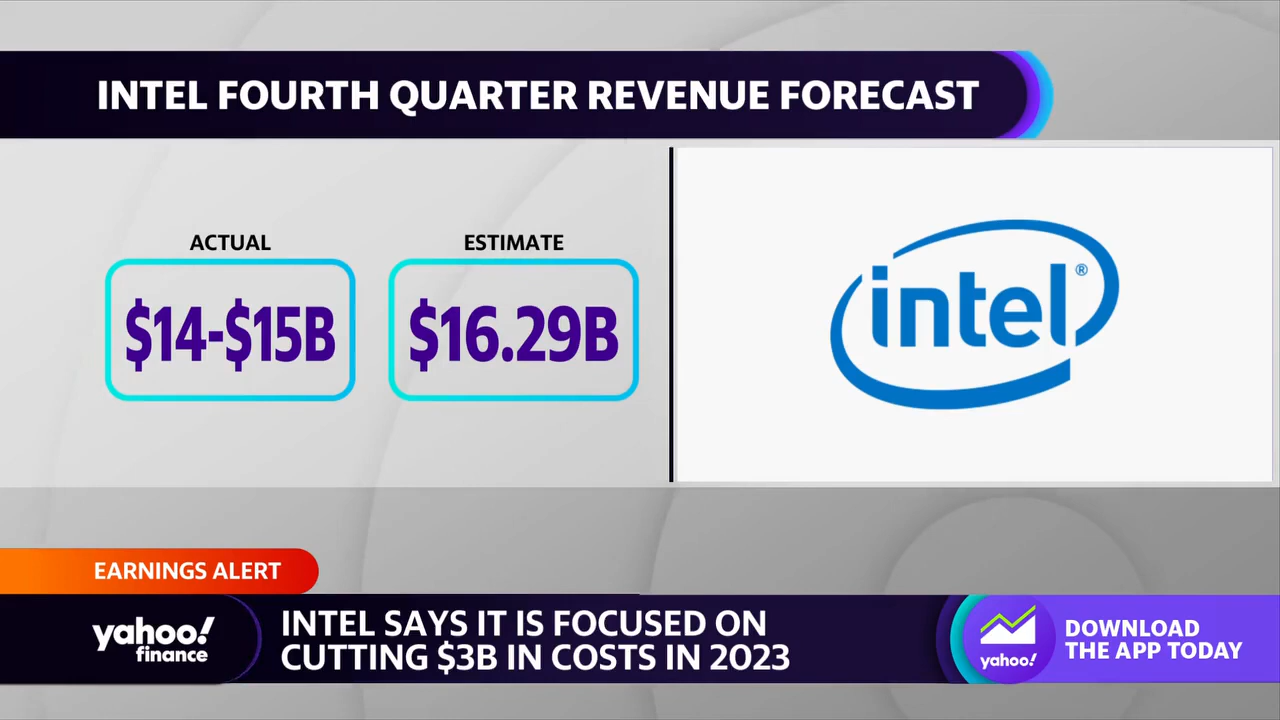 INTEL FOURTH QUARTER REVENUE FORECAST
ACTUAL
$14-$15B
ESTIMATE
$16.29B
intel®
EARNINGS ALERT
yahoo!
finance
INTEL SAYS IT IS FOCUSED ON
CUTTING $3B IN COSTS IN 2023
yahoo!
DOWNLOAD
THE APP TODAY